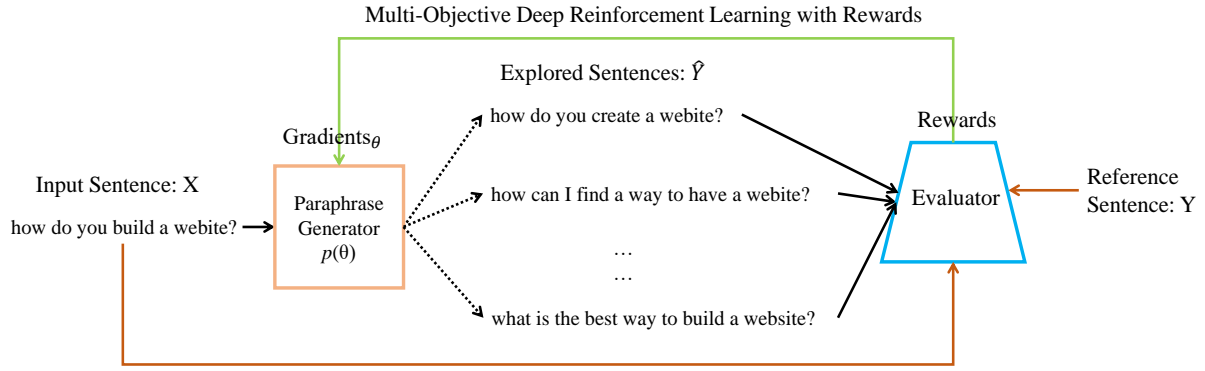 Multi-Objective Deep Reinforcement Learning with Rewards
Explored Sentences: Ŷ
how do you create a webite?
Rewards
Gradients_θ
Input Sentence: X
how do you build a webite?
Paraphrase
Generator
p(θ)
how can I find a way to have a webite?
Evaluator
Reference
Sentence: Y
…
…
what is the best way to build a website?